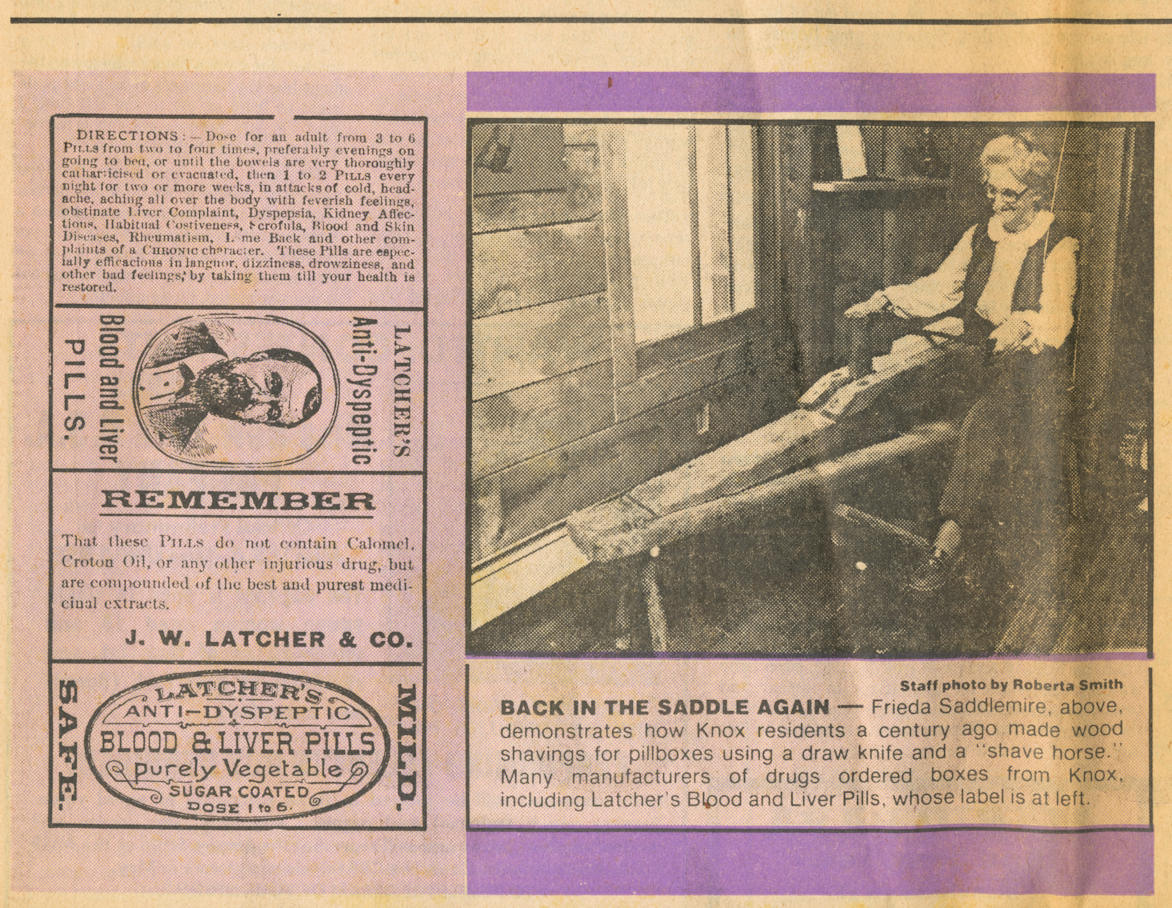 DIRECTIONS:—Dose for an adult from 3 to 6
PILLS from two to four times, preferably evenings on
going to bed, or until the bowels are very thoroughly
catharticised or evacuated, then 1 to 2 PILLS every
night for two or more weeks, in attacks of cold, head-
ache, aching all over the body with feverish feelings,
obstinate Liver Complaint, Dyspepsia, Kidney Affec-
tions, Habitual Costiveness, Scrofula, Blood and Skin
Diseases, Rheumatism, Lame Back and other com-
plaints of a CHRONIC character. These Pills are espec-
ially efficacious in languor, dizziness, drowziness, and
other bad feelings, by taking them till your health is
restored.
LATCHER'S
Anti-Dyspeptic
Blood and Liver
PILLS.
REMEMBER
That these PILLS do not contain Calomel,
Croton Oil, or any other injurious drug, but
are compounded of the best and purest medi-
cinal extracts.
J. W. LATCHER & CO.
SAFE.
LATCHER'S
ANTI-DYSPEPTIC
BLOOD & LIVER PILLS
purely Vegetable
SUGAR COATED
DOSE 1 to 6.
MILD.
Staff photo by Roberta Smith
BACK IN THE SADDLE AGAIN — Frieda Saddlemire, above,
demonstrates how Knox residents a century ago made wood
shavings for pillboxes using a draw knife and a "shave horse."
Many manufacturers of drugs ordered boxes from Knox,
including Latcher's Blood and Liver Pills, whose label is at left.